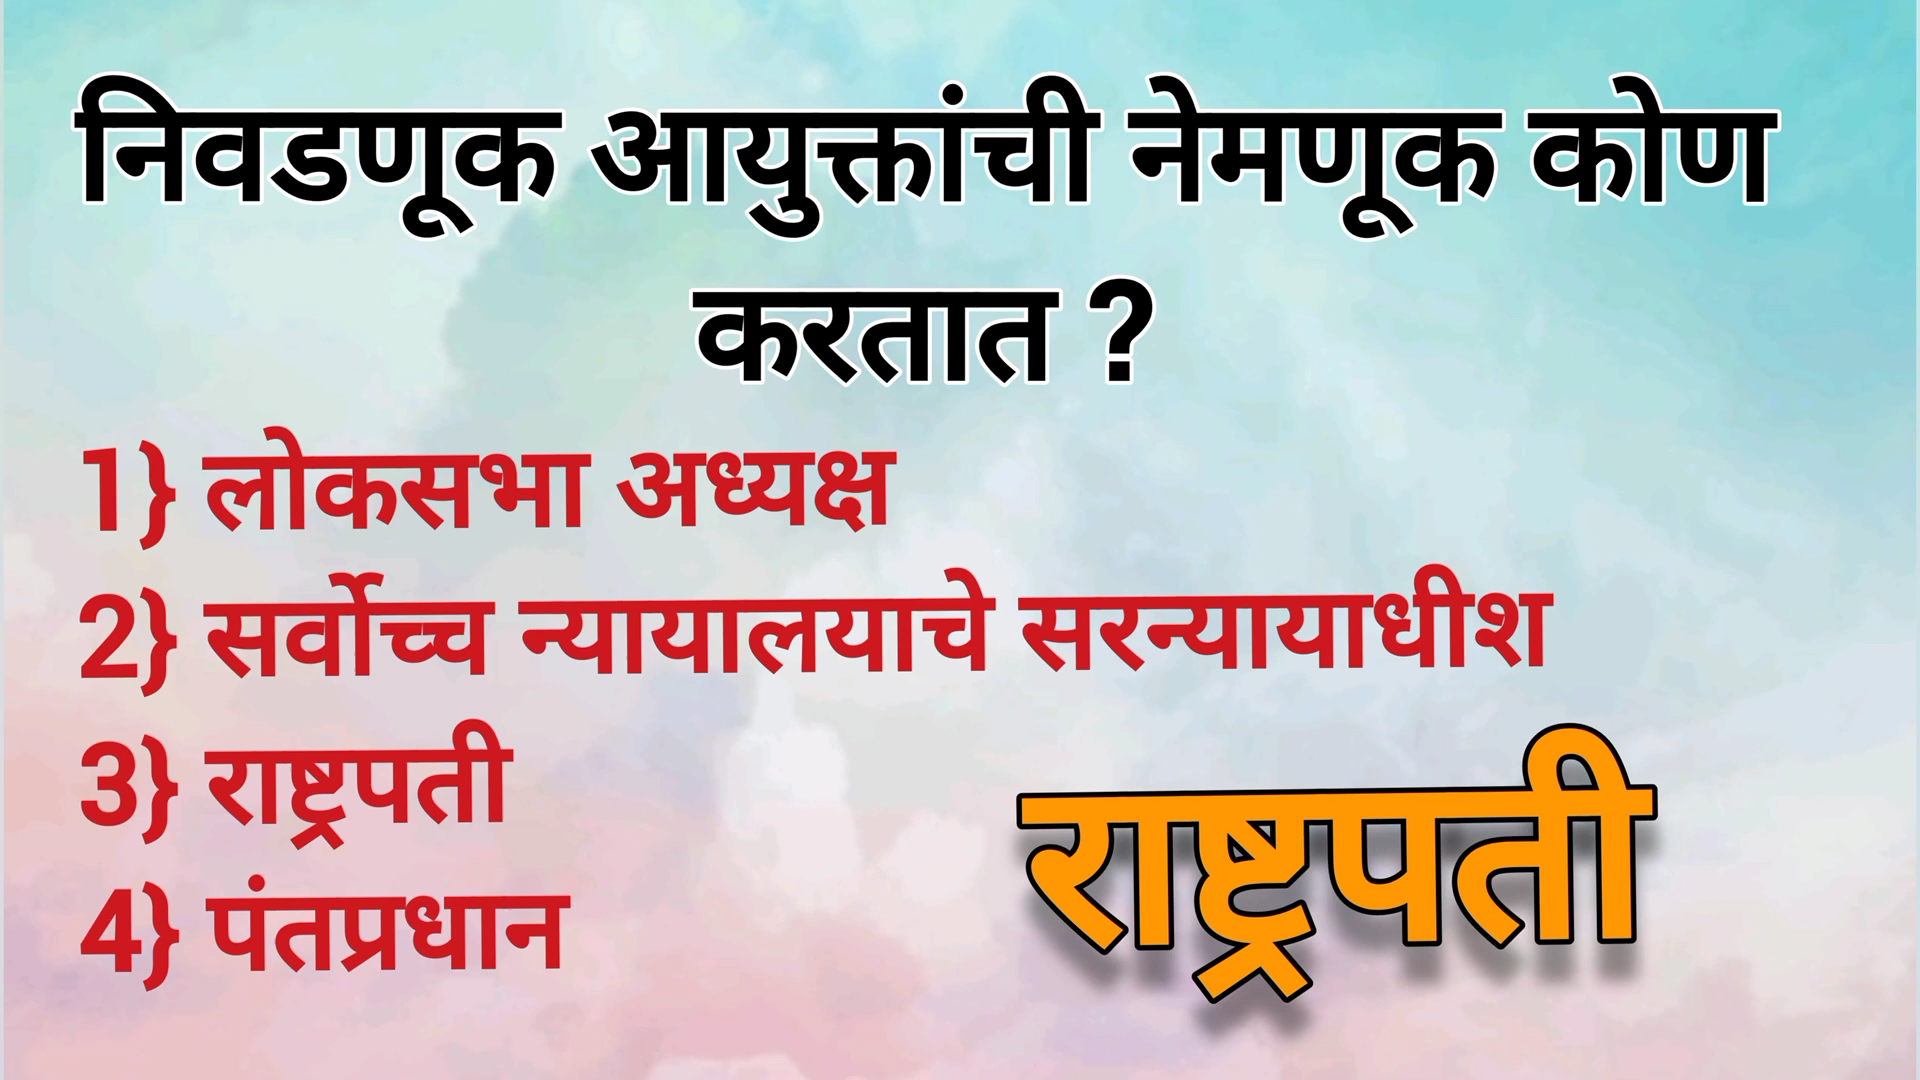 निवडणूक आयुक्तांची नेमणूक कोण
करतात ?
1} लोकसभा अध्यक्ष
2} सर्वोच्च न्यायालयाचे सरन्यायाधीश
3} राष्ट्रपती
4} पंतप्रधान
राष्ट्रपती